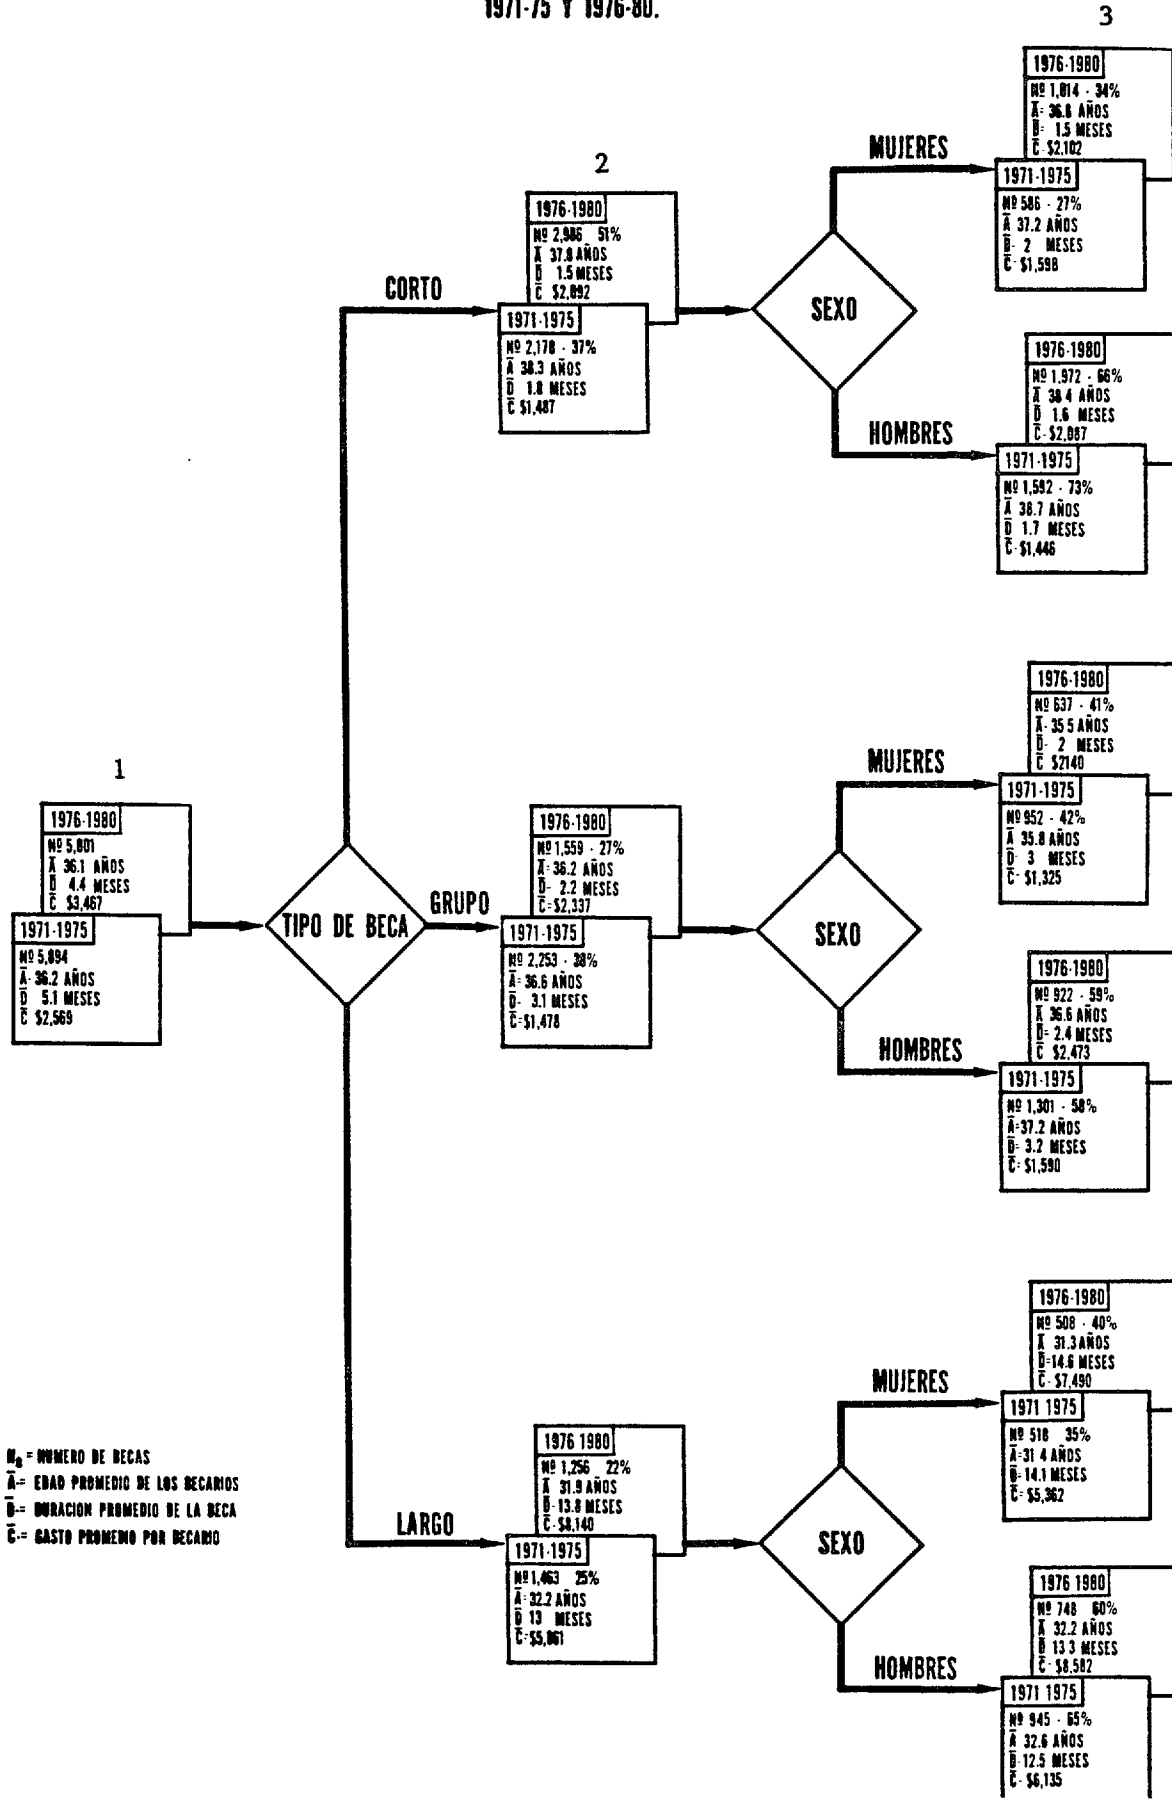 1971-75 Y 1976-80.
3
1976-1980
Nº 1,014 - 34%
A= 36.8 AÑOS
D= 1.5 MESES
C- $2,102
MUJERES
1971-1975
Nº 586 - 27%
A 37.2 AÑOS
D- 2 MESES
C- $1,598
2
1976-1980
Nº 2,986 51%
A 37.8 AÑOS
D 1.5 MESES
C $2,092
CORTO
1971-1975
Nº 2,178 - 37%
A 38.3 AÑOS
D 1.8 MESES
C $1,487
SEXO
1976-1980
Nº 1,972 - 66%
A 38.4 AÑOS
D 1.6 MESES
C- $2,087
HOMBRES
1971-1975
Nº 1,592 - 73%
A 38.7 AÑOS
D 1.7 MESES
C- $1,446
1976-1980
Nº 637 - 41%
A- 35 5 AÑOS
D- 2 MESES
C $2140
MUJERES
1971-1975
Nº 952 - 42%
A 35.8 AÑOS
D- 3 MESES
C- $1,325
1
1976-1980
Nº 5,801
A 36.1 AÑOS
D 4.4 MESES
C $3,467
1971-1975
Nº 5,894
A- 36.2 AÑOS
D 5.1 MESES
C $2,569
TIPO DE BECA
GRUPO
1976-1980
Nº 1,559 - 27%
A= 36.2 AÑOS
D- 2.2 MESES
C= $2,337
1971-1975
Nº 2,253 - 38%
A= 36.6 AÑOS
D- 3.1 MESES
C=$1,478
SEXO
1976-1980
Nº 922 - 59%
A 36.6 AÑOS
D= 2.4 MESES
C $2,473
HOMBRES
1971-1975
Nº 1,301 - 58%
A=37.2 AÑOS
D= 3.2 MESES
C= $1,590
1976-1980
Nº 508 - 40%
A 31.3 AÑOS
D=14.6 MESES
C- $7,490
MUJERES
1971 1975
Nº 518 35%
A=31 4 AÑOS
D=14.1 MESES
C= $5,362
Nº = NUMERO DE BECAS
A= EDAD PROMEDIO DE LOS BECARIOS
D= DURACION PROMEDIO DE LA BECA
C= GASTO PROMEDIO POR BECARIO
LARGO
1976 1980
Nº 1,256 22%
A 31.9 AÑOS
D-13.8 MESES
C-$8,140
1971-1975
Nº 1,463 25%
A= 32.2 AÑOS
D 13 MESES
C= $5,861
SEXO
1976 1980
Nº 748 60%
A 32.2 AÑOS
D 13 3 MESES
C- $8,582
HOMBRES
1971 1975
Nº 945 - 65%
A 32.6 AÑOS
D-12.5 MESES
C- $6,135